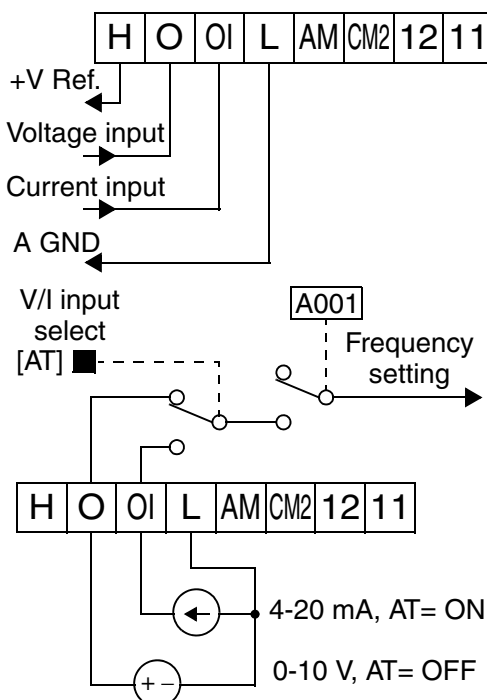 H O OI L AM CM2 12 11
+V Ref.
Voltage input
Current input
A GND
V/I input
select
[AT]
A001
Frequency
setting
H O OI L AM CM2 12 11
4-20 mA, AT= ON
+ −
0-10 V, AT= OFF